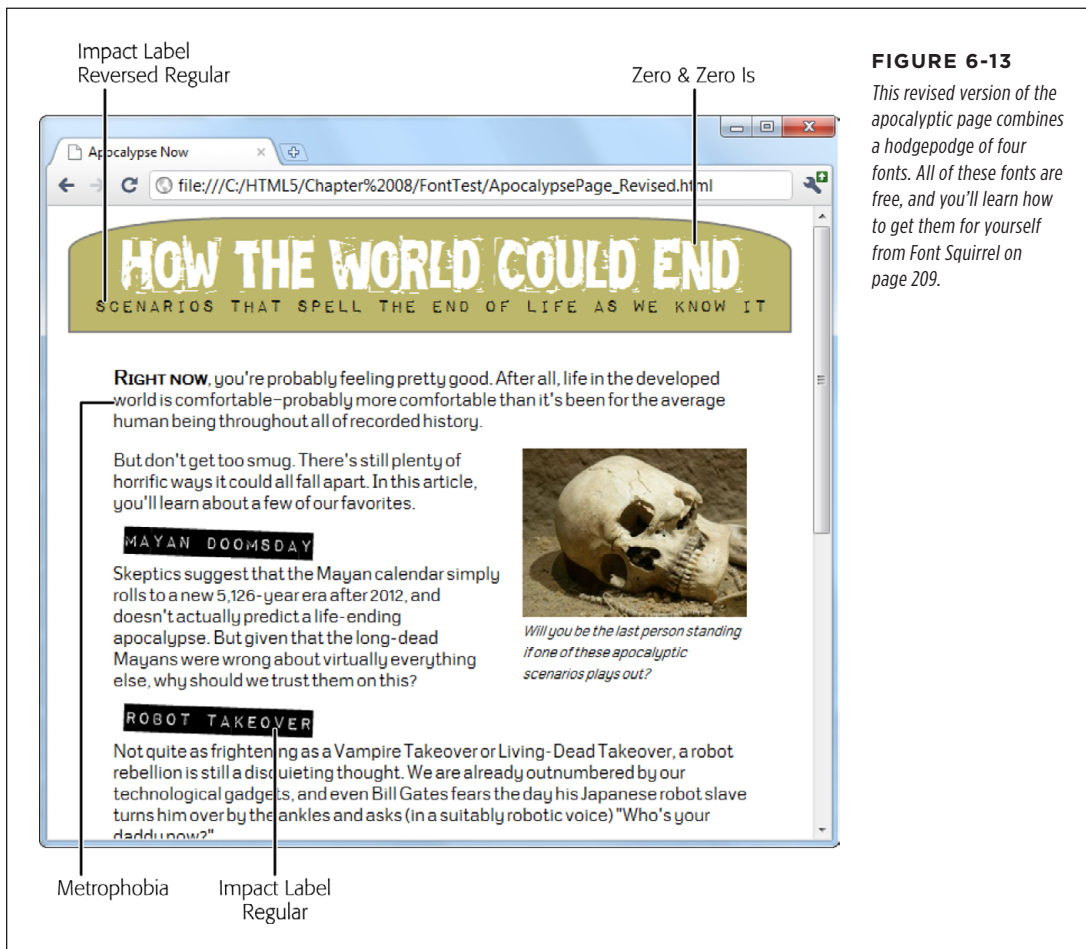 Impact Label
Reversed Regular
Zero & Zero Is
FIGURE 6-13
This revised version of the
apocalyptic page combines
a hodgepodge of four
fonts. All of these fonts are
free, and you'll learn how
to get them for yourself
from Font Squirrel on
page 209.
Apocalypse Now
file:///C:/HTML5/Chapter%2008/FontTest/ApocalypsePage_Revised.html
HOW THE WORLD COULD END
SCENARIOS THAT SPELL THE END OF LIFE AS WE KNOW IT
RIGHT NOW, you're probably feeling pretty good. After all, life in the developed
world is comfortable—probably more comfortable than it's been for the average
human being throughout all of recorded history.
But don't get too smug. There's still plenty of
horrific ways it could all fall apart. In this article,
you'll learn about a few of our favorites.
MAYAN DOOMSDAY
Skeptics suggest that the Mayan calendar simply
rolls to a new 5,126-year era after 2012, and
doesn't actually predict a life-ending
apocalypse. But given that the long-dead
Mayans were wrong about virtually everything
else, why should we trust them on this?
Will you be the last person standing
if one of these apocalyptic
scenarios plays out?
ROBOT TAKEOVER
Not quite as frightening as a Vampire Takeover or Living-Dead Takeover, a robot
rebellion is still a disquieting thought. We are already outnumbered by our
technological gadgets, and even Bill Gates fears the day his Japanese robot slave
turns him over by the ankles and asks (in a suitably robotic voice) "Who's your
daddy now?"
Metrophobia
Impact Label
Regular